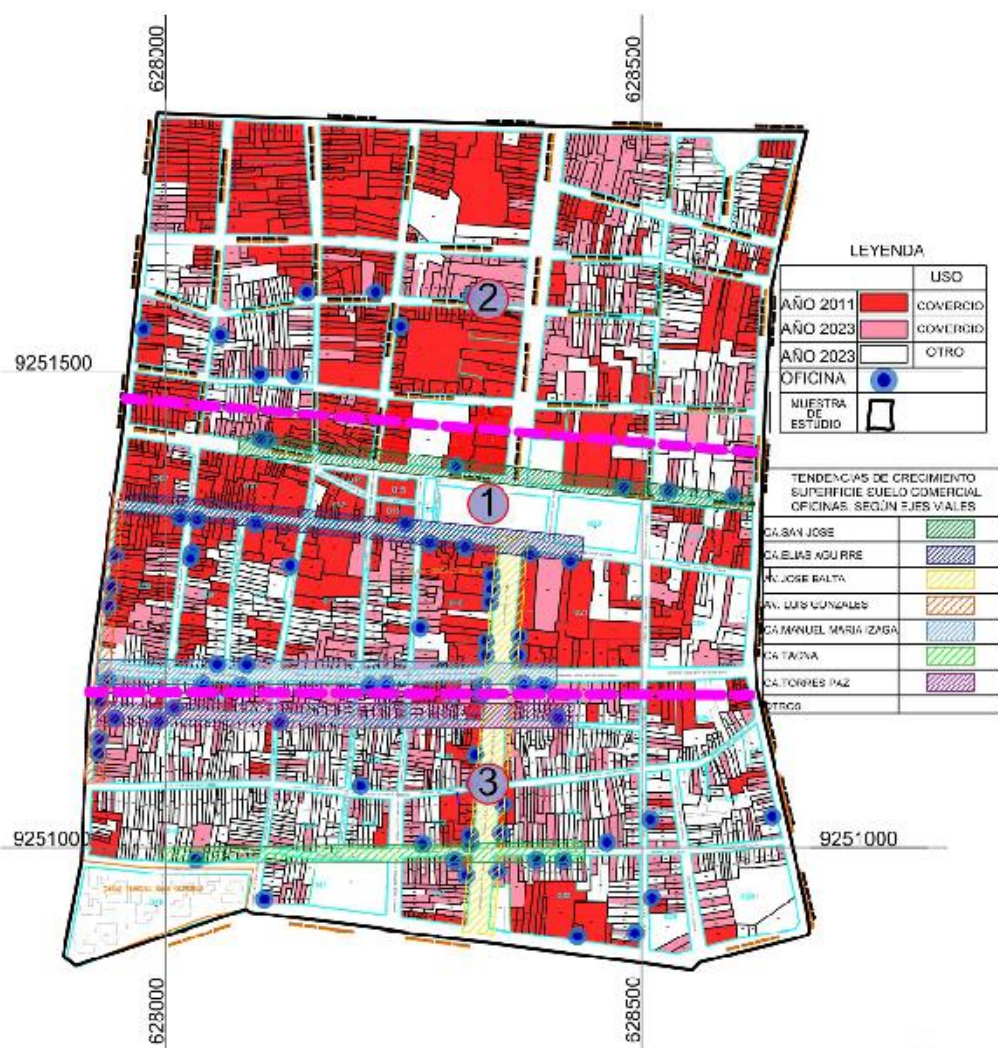 628000
628500
LEYENDA
USO
AÑO 2011 COMERCIO
AÑO 2023 COMERCIO
AÑO 2023 OTRO
OFICINA
MUESTRA
DE
ESTUDIO
2
9251500
TENDENCIAS DE CRECIMIENTO
SUPERFICIE SUELO COMERCIAL
OFICINAS, SEGÚN EJES VIALES
1
CA.SAN JOSE
CA.ELIAS AGUIRRE
AV.JOSE BALTA
AV. LUIS GONZALES
CA.MANUEL MARIA IZAGA
CA.TACNA
CA.TORRES PAZ
OTROS
3
9251000
9251000
628000
628500